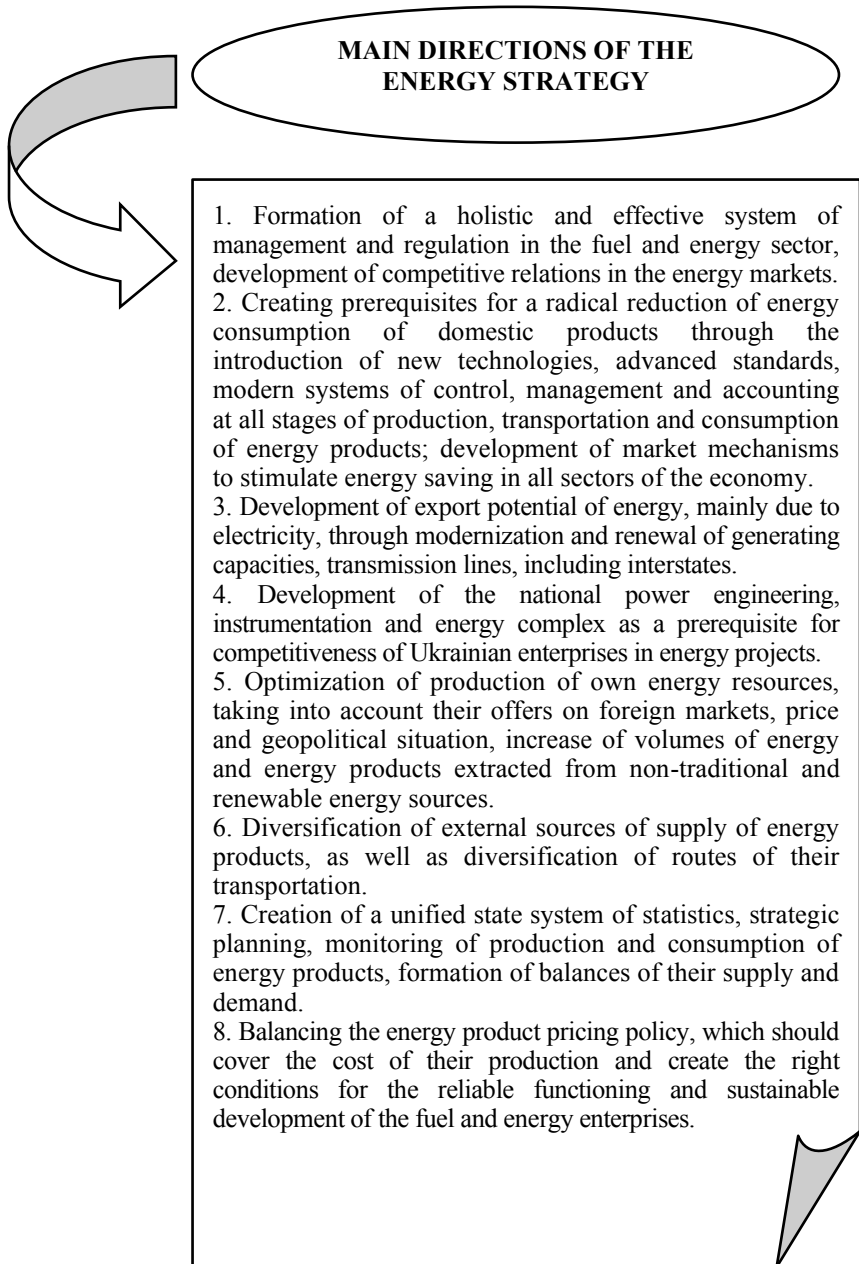 MAIN DIRECTIONS OF THE
ENERGY STRATEGY
1. Formation of a holistic and effective system of
management and regulation in the fuel and energy sector,
development of competitive relations in the energy markets.
2. Creating prerequisites for a radical reduction of energy
consumption of domestic products through the
introduction of new technologies, advanced standards,
modern systems of control, management and accounting
at all stages of production, transportation and consumption
of energy products; development of market mechanisms
to stimulate energy saving in all sectors of the economy.
3. Development of export potential of energy, mainly due to
electricity, through modernization and renewal of generating
capacities, transmission lines, including interstates.
4. Development of the national power engineering,
instrumentation and energy complex as a prerequisite for
competitiveness of Ukrainian enterprises in energy projects.
5. Optimization of production of own energy resources,
taking into account their offers on foreign markets, price
and geopolitical situation, increase of volumes of energy
and energy products extracted from non-traditional and
renewable energy sources.
6. Diversification of external sources of supply of energy
products, as well as diversification of routes of their
transportation.
7. Creation of a unified state system of statistics, strategic
planning, monitoring of production and consumption of
energy products, formation of balances of their supply and
demand.
8. Balancing the energy product pricing policy, which should
cover the cost of their production and create the right
conditions for the reliable functioning and sustainable
development of the fuel and energy enterprises.